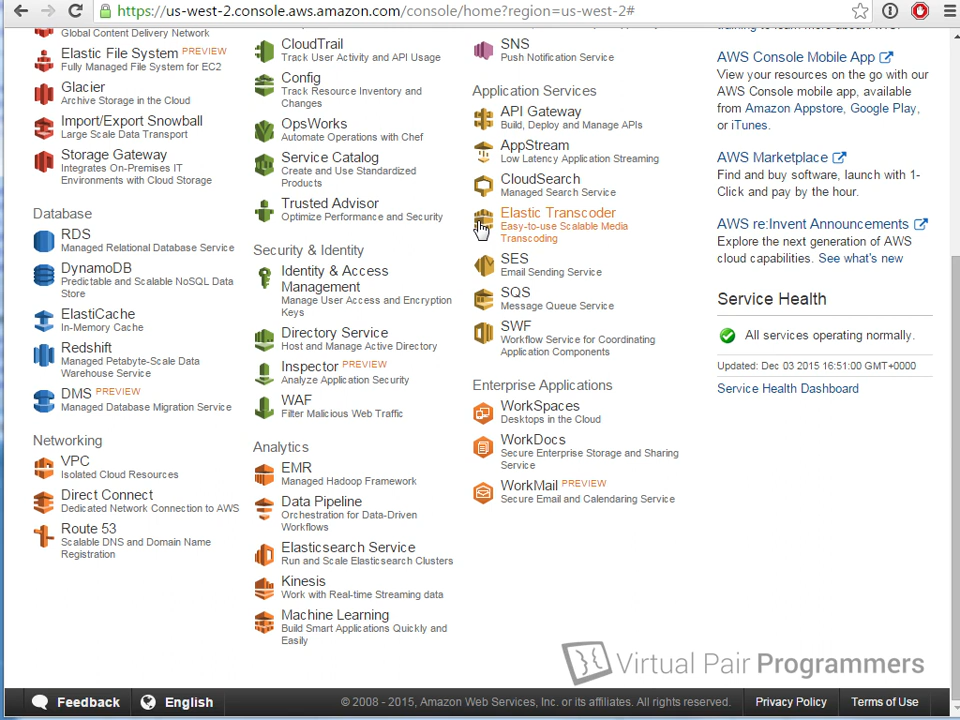 https://us-west-2.console.aws.amazon.com/console/home?region=us-west-2#
Global Content Delivery Network
Elastic File System PREVIEW
Fully Managed File System for EC2
Glacier
Archive Storage in the Cloud
Import/Export Snowball
Large Scale Data Transport
Storage Gateway
Integrates On-Premises IT
Environments with Cloud Storage
Database
RDS
Managed Relational Database Service
DynamoDB
Predictable and Scalable NoSQL Data
Store
ElastiCache
In-Memory Cache
Redshift
Managed Petabyte-Scale Data
Warehouse Service
DMS PREVIEW
Managed Database Migration Service
Networking
VPC
Isolated Cloud Resources
Direct Connect
Dedicated Network Connection to AWS
Route 53
Scalable DNS and Domain Name
Registration
CloudTrail
Track User Activity and API Usage
Config
Track Resource Inventory and
Changes
OpsWorks
Automate Operations with Chef
Service Catalog
Create and Use Standardized
Products
Trusted Advisor
Optimize Performance and Security
Security & Identity
Identity & Access
Management
Manage User Access and Encryption
Keys
Directory Service
Host and Manage Active Directory
Inspector PREVIEW
Analyze Application Security
WAF
Filter Malicious Web Traffic
Analytics
EMR
Managed Hadoop Framework
Data Pipeline
Orchestration for Data-Driven
Workflows
Elasticsearch Service
Run and Scale Elasticsearch Clusters
Kinesis
Work with Real-time Streaming data
Machine Learning
Build Smart Applications Quickly and
Easily
SNS
Push Notification Service
Application Services
API Gateway
Build, Deploy and Manage APIs
AppStream
Low Latency Application Streaming
CloudSearch
Managed Search Service
Elastic Transcoder
Easy-to-use Scalable Media
Transcoding
SES
Email Sending Service
SQS
Message Queue Service
SWF
Workflow Service for Coordinating
Application Components
Enterprise Applications
WorkSpaces
Desktops in the Cloud
WorkDocs
Secure Enterprise Storage and Sharing
Service
WorkMail PREVIEW
Secure Email and Calendaring Service
AWS Console Mobile App
View your resources on the go with our
AWS Console mobile app, available
from Amazon Appstore, Google Play,
or iTunes.
AWS Marketplace
Find and buy software, launch with 1-
Click and pay by the hour.
AWS re:Invent Announcements
Explore the next generation of AWS
cloud capabilities. See what's new
Service Health
All services operating normally.
Updated: Dec 03 2015 16:51:00 GMT+0000
Service Health Dashboard
Virtual Pair Programmers
Feedback
English
© 2008 - 2015, Amazon Web Services, Inc. or its affiliates. All rights reserved.
Privacy Policy
Terms of Use